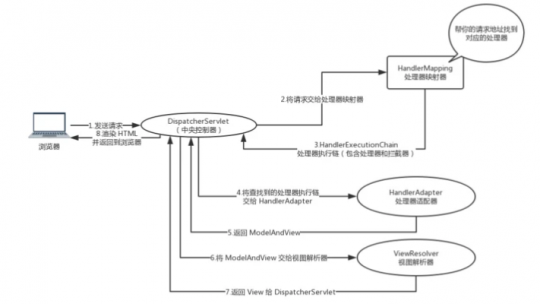 帮你的请求地址找到
对应的处理器
HandlerMapping
处理器映射器
2.将请求交给处理器映射器
DispatcherServlet
（中央控制器）
1.发送请求
8.渲染 HTML
并返回到浏览器
浏览器
3.HandlerExecutionChain
处理器执行链（包含处理器和拦截器）
4.将查找到的处理器执行链
交给 HandlerAdapter
HandlerAdapter
处理器适配器
5.返回 ModelAndView
6.将 ModelAndView 交给视图解析器
ViewResolver
视图解析器
7.返回 View 给 DispatcherServlet